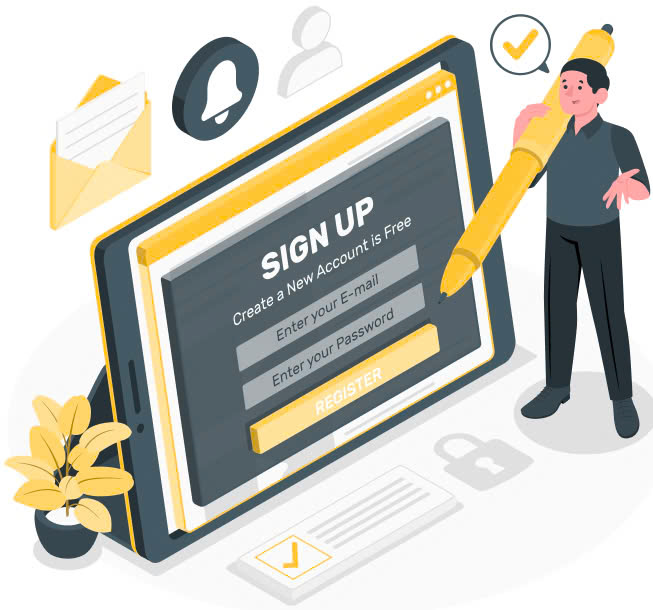 SIGN UP
Create a New Account is Free
Enter your E-mail
Enter your Password
REGISTER